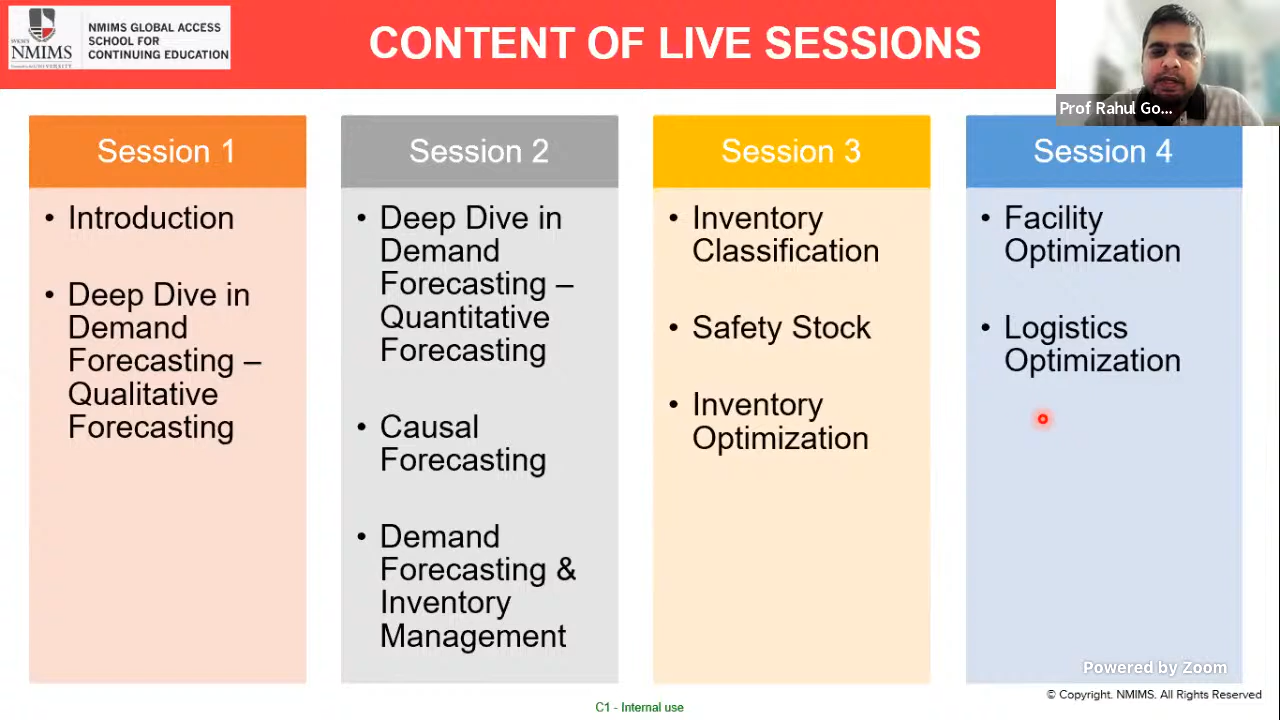 NMIMS
NMIMS GLOBAL ACCESS
SCHOOL FOR
CONTINUING EDUCATION
CONTENT OF LIVE SESSIONS
Prof Rahul Go...
Session 1
• Introduction
• Deep Dive in
Demand
Forecasting –
Qualitative
Forecasting
Session 2
• Deep Dive in
Demand
Forecasting –
Quantitative
Forecasting
• Causal
Forecasting
• Demand
Forecasting &
Inventory
Management
Session 3
• Inventory
Classification
• Safety Stock
• Inventory
Optimization
Session 4
• Facility
Optimization
• Logistics
Optimization
Powered by Zoom
© Copyright. NMIMS. All Rights Reserved
C1 - Internal use